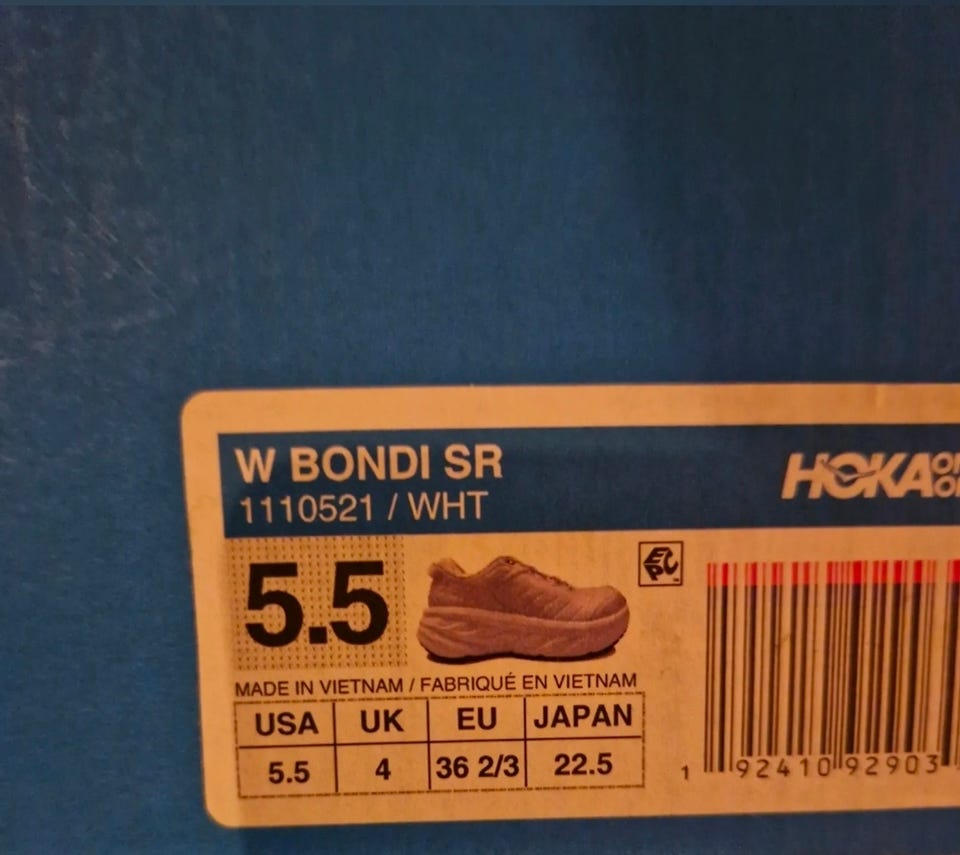 W BONDI SR
1110521 / WHT
HOKA
5.5
EPC
MADE IN VIETNAM / FABRIQUÉ EN VIETNAM
USA UK EU JAPAN
5.5 4 36 2/3 22.5
1 92410 92903